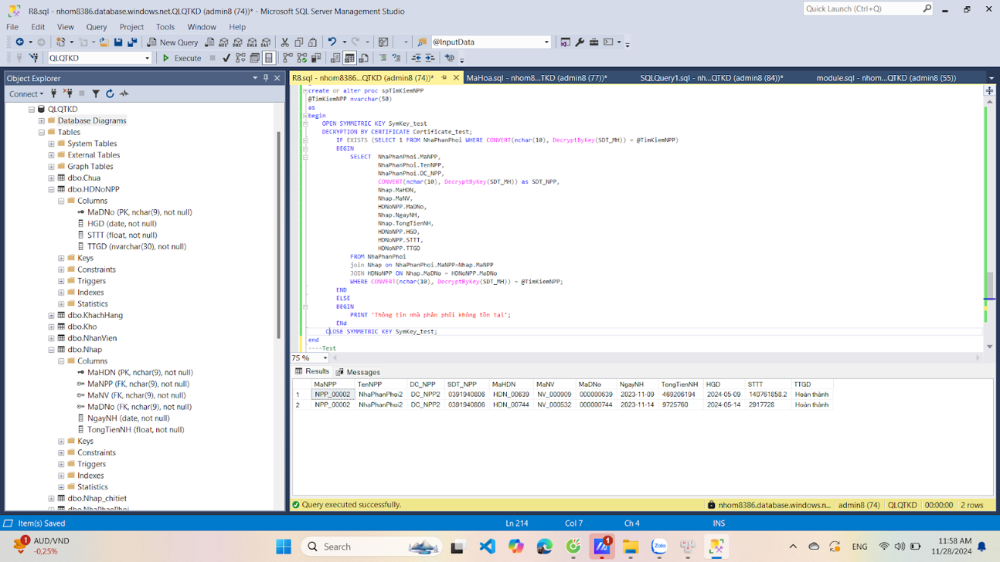 R8.sql - nhom8386.database.windows.net.QLQTKD (admin8 (74))* - Microsoft SQL Server Management Studio
Quick Launch (Ctrl+Q)
File Edit View Query Project Tools Window Help
New Query
@InputData
QLQTKD
Execute
Object Explorer
Connect
QLQTKD
Database Diagrams
Tables
System Tables
External Tables
Graph Tables
dbo.Chua
dbo.HDNoNPP
Columns
MaDNo (PK, nchar(9), not null)
HGD (date, not null)
STTT (float, not null)
TTGD (nvarchar(30), not null)
Keys
Constraints
Triggers
Indexes
Statistics
dbo.KhachHang
dbo.Kho
dbo.NhanVien
dbo.Nhap
Columns
MaHDN (PK, nchar(9), not null)
MaNPP (FK, nchar(9), not null)
MaNV (FK, nchar(9), not null)
MaDNo (FK, nchar(9), not null)
NgayNH (date, not null)
TongTienNH (float, not null)
Keys
Constraints
Triggers
Indexes
Statistics
dbo.Nhap_chitiet
dbo.NhaPhanPhoi
R8.sql - nhom8386...QTKD (admin8 (74))* MaHoa.sql - nhom8...TKD (admin8 (77))* SQLQuery1.sql - nh...QTKD (admin8 (84))* module.sql - nhom...QTKD (admin8 (55))
create or alter proc spTimKiemNPP
@TimKiemNPP nvarchar(50)
as
begin
OPEN SYMMETRIC KEY SymKey_test
DECRYPTION BY CERTIFICATE Certificate_test;
IF EXISTS (SELECT 1 FROM NhaPhanPhoi WHERE CONVERT(nchar(10), DecryptByKey(SDT_MH)) = @TimKiemNPP)
BEGIN
SELECT NhaPhanPhoi.MaNPP,
NhaPhanPhoi.TenNPP,
NhaPhanPhoi.DC_NPP,
CONVERT(nchar(10), DecryptByKey(SDT_MH)) as SDT_NPP,
Nhap.MaHDN,
Nhap.MaNV,
HDNoNPP.MaDNo,
Nhap.NgayNH,
Nhap.TongTienNH,
HDNoNPP.HGD,
HDNoNPP.STTT,
HDNoNPP.TTGD
FROM NhaPhanPhoi
join Nhap on NhaPhanPhoi.MaNPP=Nhap.MaNPP
JOIN HDNoNPP ON Nhap.MaDNo = HDNoNPP.MaDNo
WHERE CONVERT(nchar(10), DecryptByKey(SDT_MH)) = @TimKiemNPP;
END
ELSE
BEGIN
PRINT 'Thông tin nhà phân phối không tồn tại';
ENd
CLOSE SYMMETRIC KEY SymKey_test;
end
----Test
75 %
Results Messages
MaNPP TenNPP DC_NPP SDT_NPP MaHDN MaNV MaDNo NgayNH TongTienNH HGD STTT TTGD
1 NPP_00002 NhaPhanPhoi2 DC_NPP2 0391940806 HDN_00639 NV_000909 000000639 2023-11-09 469206194 2024-05-09 140761858.2 Hoàn thành
2 NPP_00002 NhaPhanPhoi2 DC_NPP2 0391940806 HDN_00744 NV_000532 000000744 2023-11-14 9725760 2024-05-14 2917728 Hoàn thành
Query executed successfully. nhom8386.database.windows.n... admin8 (74) QLQTKD 00:00:00 2 rows
Item(s) Saved Ln 214 Col 7 Ch 4 INS
1 AUD/VND
-0,25%
Search
1
Zalo
ENG
11:58 AM
11/28/2024